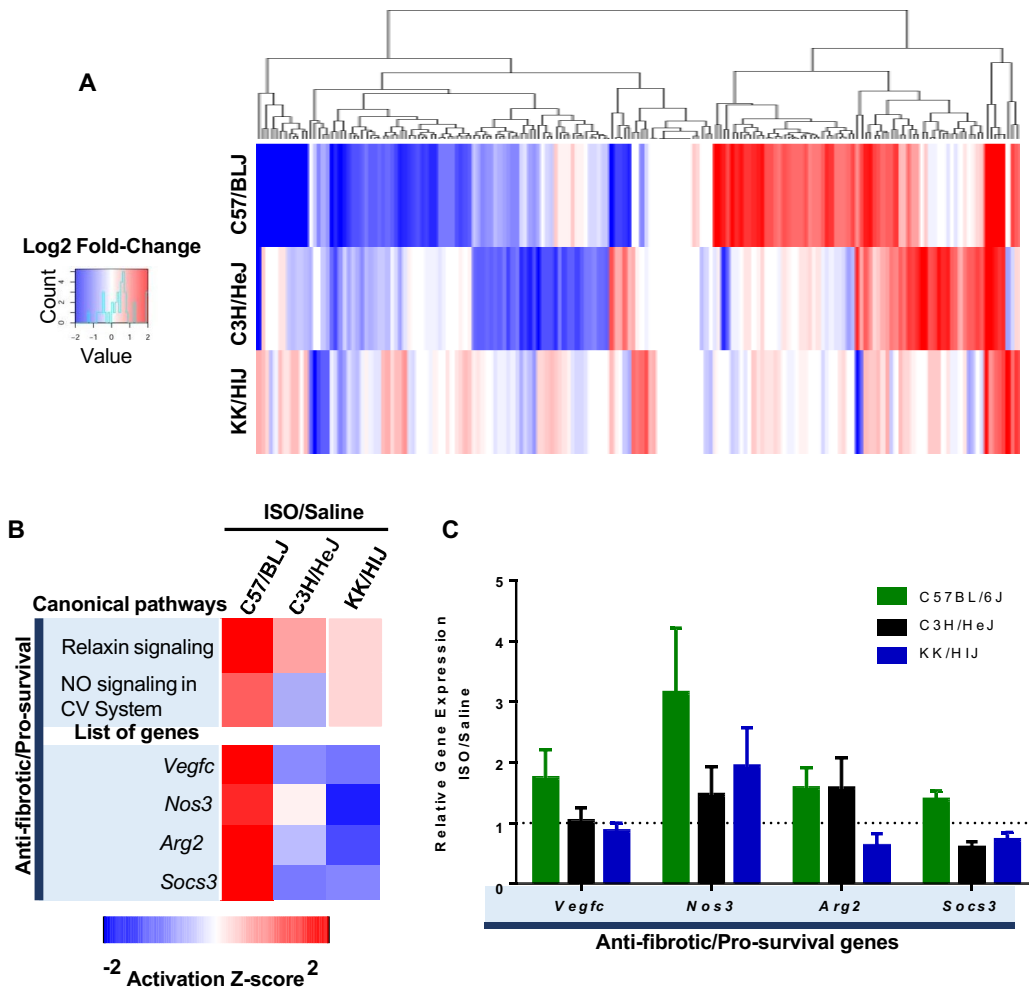 A
C57/BLJ
C3H/HeJ
KK/HIJ
Log2 Fold-Change
Count
0 2 4
-2 -1 0 1 2
Value
B
ISO/Saline
C57/BLJ
C3H/HeJ
KK/HIJ
Canonical pathways
Anti-fibrotic/Pro-survival
Relaxin signaling
NO signaling in
CV System
List of genes
Vegfc
Nos3
Arg2
Socs3
-2 Activation Z-score 2
C
Relative Gene Expression
ISO/Saline
5
4
3
2
1
0
C57BL/6J
C3H/HeJ
KK/HIJ
Vegfc Nos3 Arg2 Socs3
Anti-fibrotic/Pro-survival genes